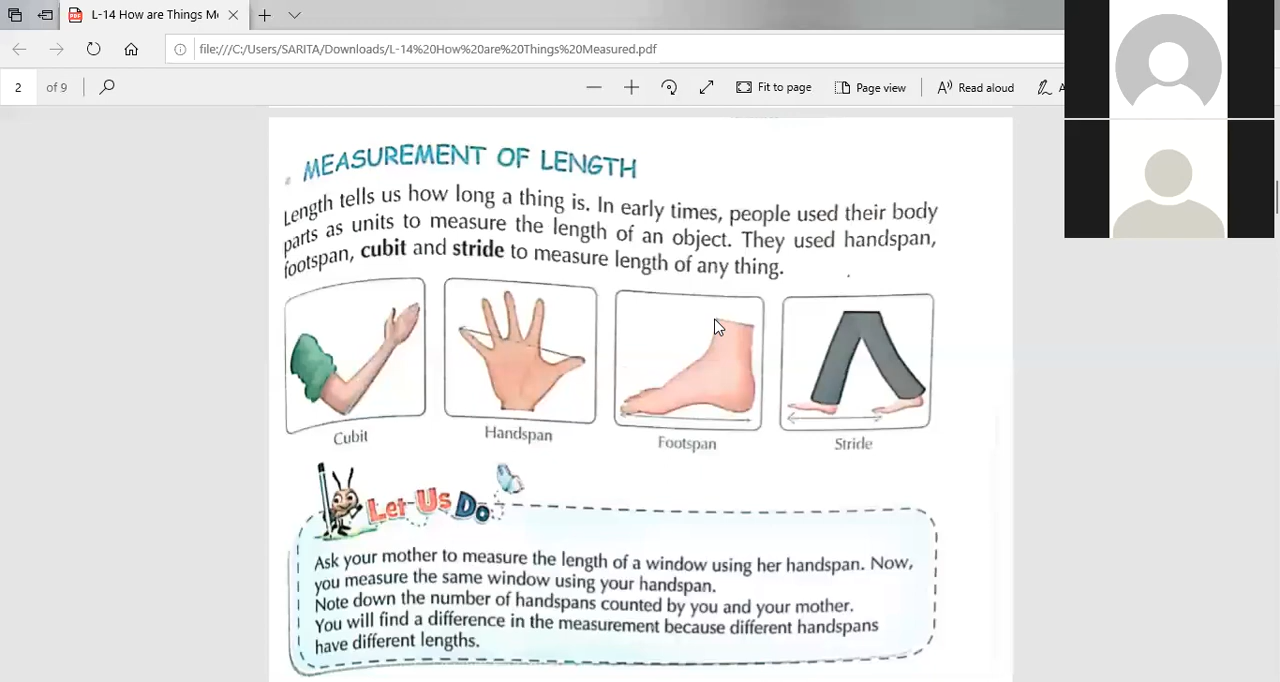 L-14 How are Things Me
file:///C:/Users/SARITA/Downloads/L-14%20How%20are%20Things%20Measured.pdf
2 of 9
Fit to page
Page view
Read aloud
MEASUREMENT OF LENGTH
Length tells us how long a thing is. In early times, people used their body
parts as units to measure the length of an object. They used handspan,
footspan, cubit and stride to measure length of any thing.
Cubit
Handspan
Footspan
Stride
Let Us Do
Ask your mother to measure the length of a window using her handspan. Now,
you measure the same window using your handspan.
Note down the number of handspans counted by you and your mother.
You will find a difference in the measurement because different handspans
have different lengths.